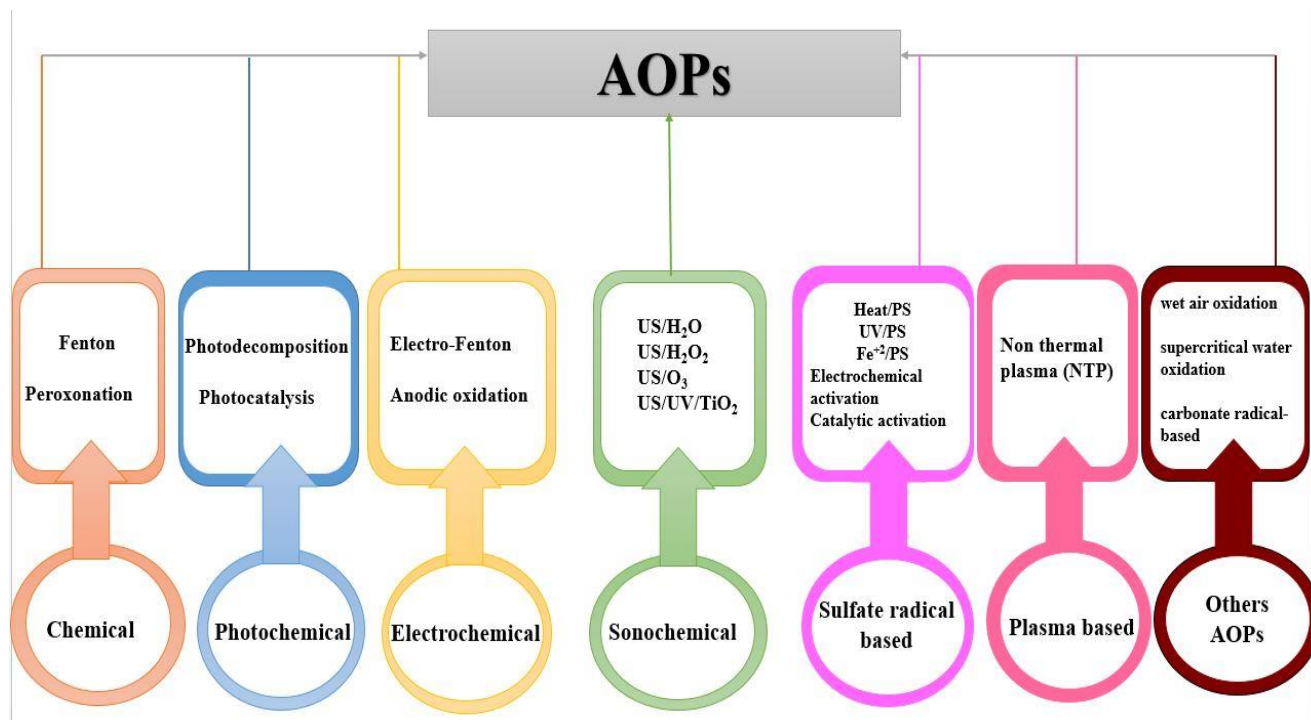 AOPs
Fenton
Peroxonation
Photodecomposition
Photocatalysis
Electro-Fenton
Anodic oxidation
US/H₂O
US/H₂O₂
US/O₃
US/UV/TiO₂
Heat/PS
UV/PS
Fe⁺²/PS
Electrochemical
activation
Catalytic activation
Non thermal
plasma (NTP)
wet air oxidation
supercritical water
oxidation
carbonate radical-
based
Chemical
Photochemical
Electrochemical
Sonochemical
Sulfate radical
based
Plasma based
Others
AOPs